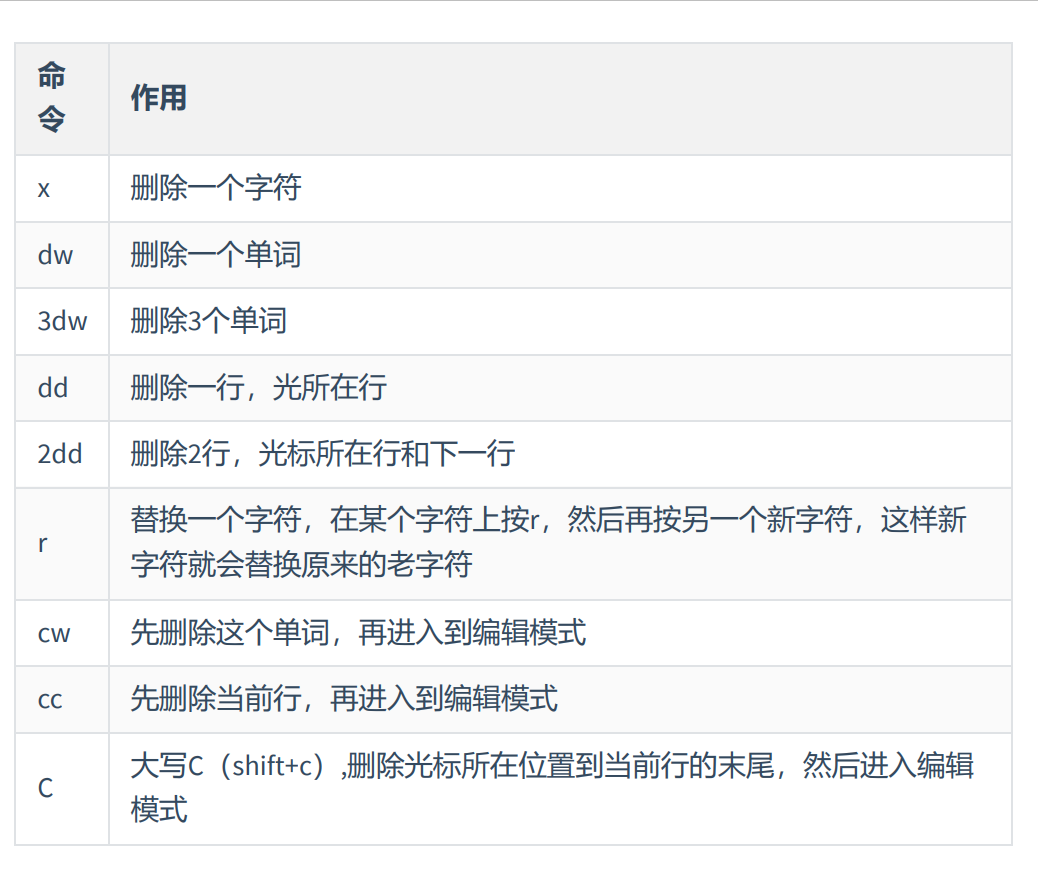 命
令
作用
x
删除一个字符
dw
删除一个单词
3dw
删除3个单词
dd
删除一行，光所在行
2dd
删除2行，光标所在行和下一行
r
替换一个字符，在某个字符上按r，然后再按另一个新字符，这样新
字符就会替换原来的老字符
cw
先删除这个单词，再进入到编辑模式
cc
先删除当前行，再进入到编辑模式
C
大写C（shift+c）,删除光标所在位置到当前行的末尾，然后进入编辑
模式